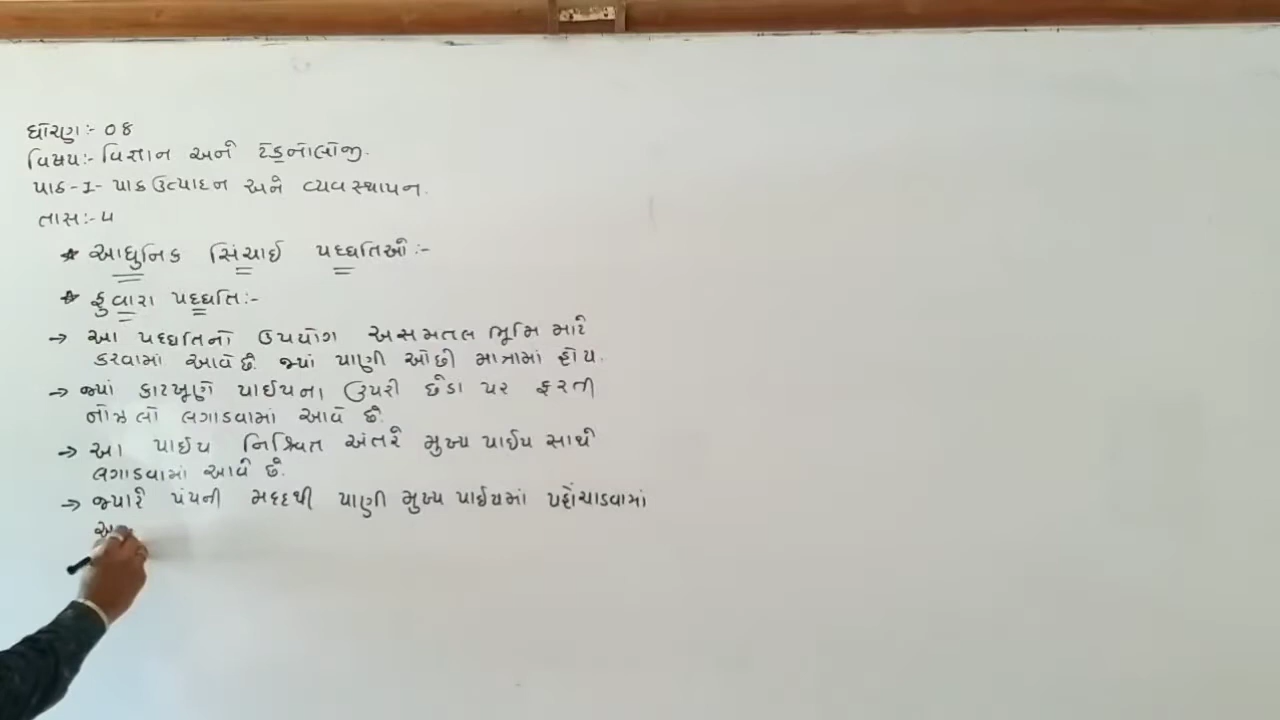 ધોરણ:- 08
વિષય:- વિજ્ઞાન અને ટેકનોલોજી.
પાઠ-1- પાક ઉત્પાદન અને વ્યવસ્થાપન.
તાસ:- ૫
* આધુનિક સિંચાઈ પદ્ધતિઓ:-
* ફુવારા પદ્ધતિ:-
→ આ પદ્ધતિનો ઉપયોગ અસમતલ ભૂમિ માટે
કરવામાં આવે છે. જ્યાં પાણી ઓછી માત્રામાં હોય.
→ જ્યાં કાટખૂણે પાઈપના ઉપરી છેડા પર ફરતી
નોઝલો લગાડવામાં આવે છે.
→ આ પાઈપ નિશ્ચિત અંતરે મુખ્ય પાઈપ સાથે
લગાડવામાં આવે છે.
→ જ્યારે પંપની મદદથી પાણી મુખ્ય પાઈપમાં પહોંચાડવામાં